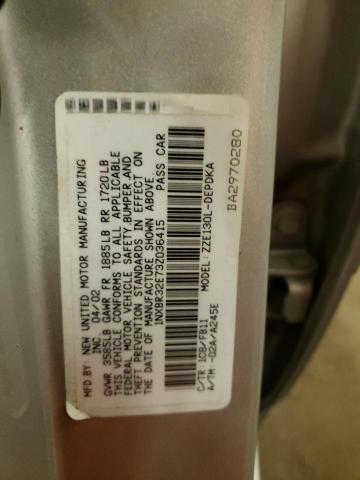 MFD.BY: NEW UNITED MOTOR MANUFACTURING
INC 04/02
GVWR 3585LB GAWR FR 1885LB RR 1720LB
THIS VEHICLE CONFORMS TO ALL APPLICABLE
FEDERAL MOTOR VEHICLE SAFETY,BUMPER,AND
THEFT PREVENTION STANDARDS IN EFFECT ON
THE DATE OF MANUFACTURE SHOWN ABOVE.
1NXBR32E73Z036415 PASS CAR
C/TR: 1C8/FB11 MODEL: ZZE130L-DEPDKA
A/TM: -02A/A245E
BA2970280